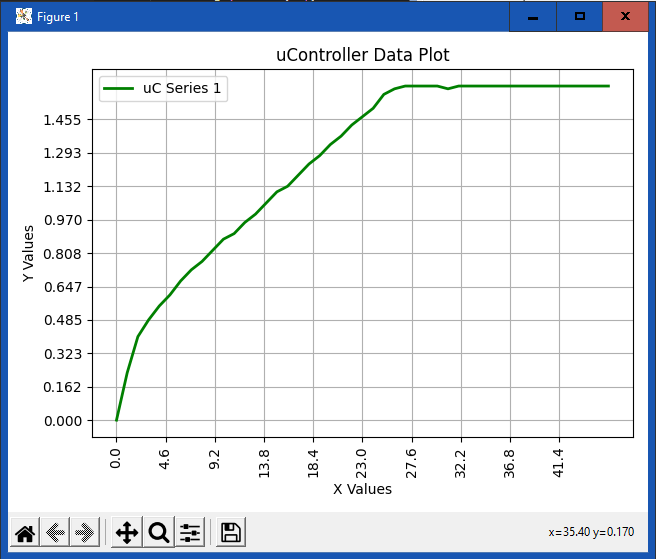 Figure 1
uController Data Plot
uC Series 1
Y Values
1.455
1.293
1.132
0.970
0.808
0.647
0.485
0.323
0.162
0.000
0.0 4.6 9.2 13.8 18.4 23.0 27.6 32.2 36.8 41.4
X Values
x=35.40 y=0.170